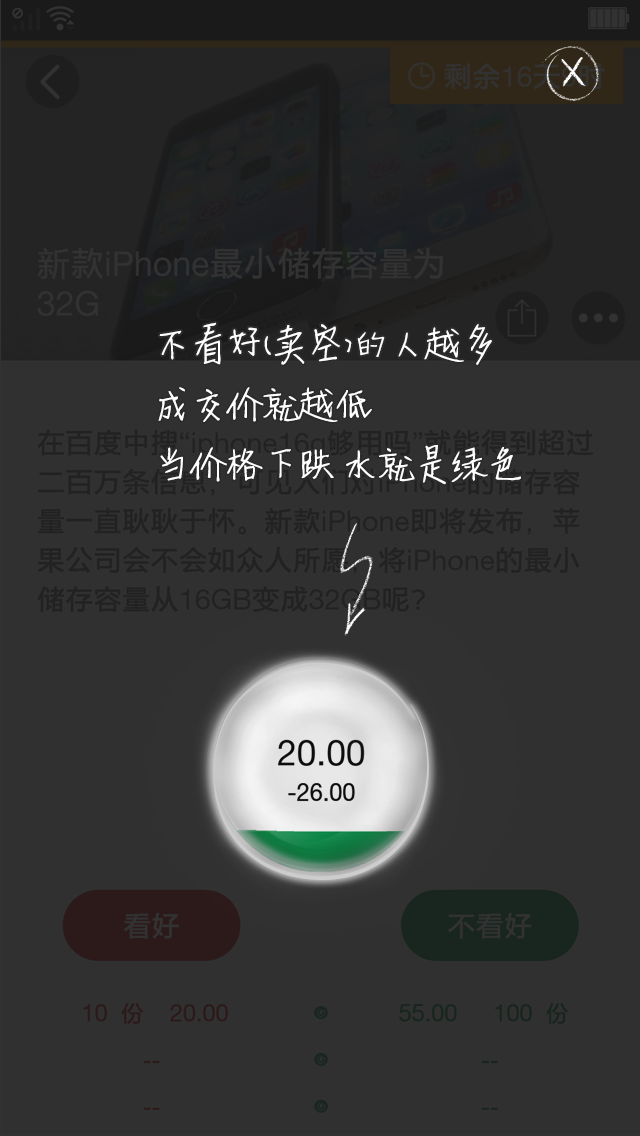 剩余16天
X
新款iPhone最小储存容量为
32G
不看好(卖空)的人越多
成交价就越低
当价格下跌 水就是绿色
在百度中搜“iphone16g够用吗”就能得到超过
二百万条信息，可见人们对iPhone的储存容
量一直耿耿于怀。新款iPhone即将发布，苹
果公司会不会如众人所愿，将iPhone的最小
储存容量从16GB变成32GB呢？
20.00
-26.00
看好 不看好
10 份 20.00 55.00 100 份
-- --
-- --